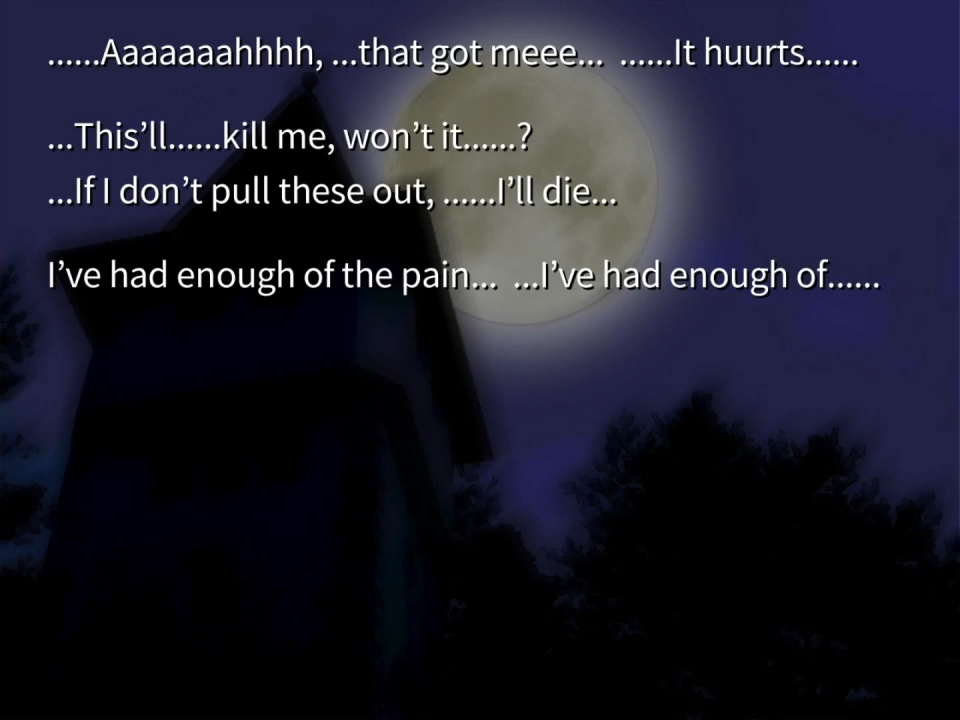 ......Aaaaaaahhhh, ...that got meee...  ......It huurts......
...This’ll......kill me, won’t it......?
...If I don’t pull these out, ......I’ll die...
I’ve had enough of the pain...  ...I’ve had enough of......